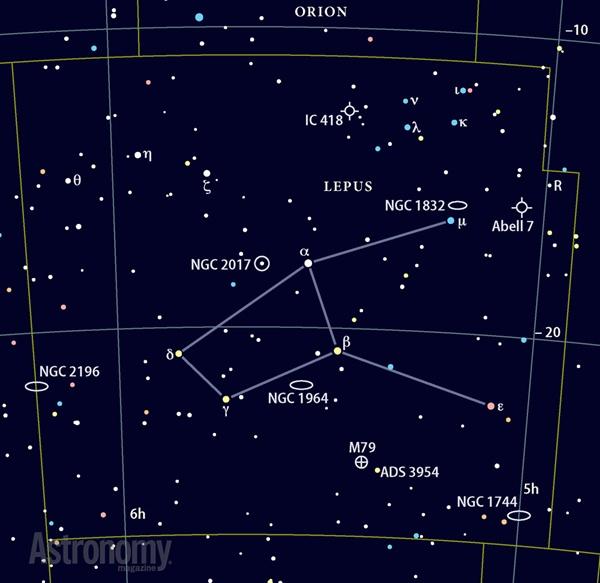 ORION
–10
ι
ν
IC 418
λ
κ
η
θ
ζ
LEPUS
R
NGC 1832
μ
Abell 7
α
NGC 2017
–20
β
δ
NGC 2196
NGC 1964
γ
ε
M79
ADS 3954
5h
NGC 1744
6h
Astronomy
magazine